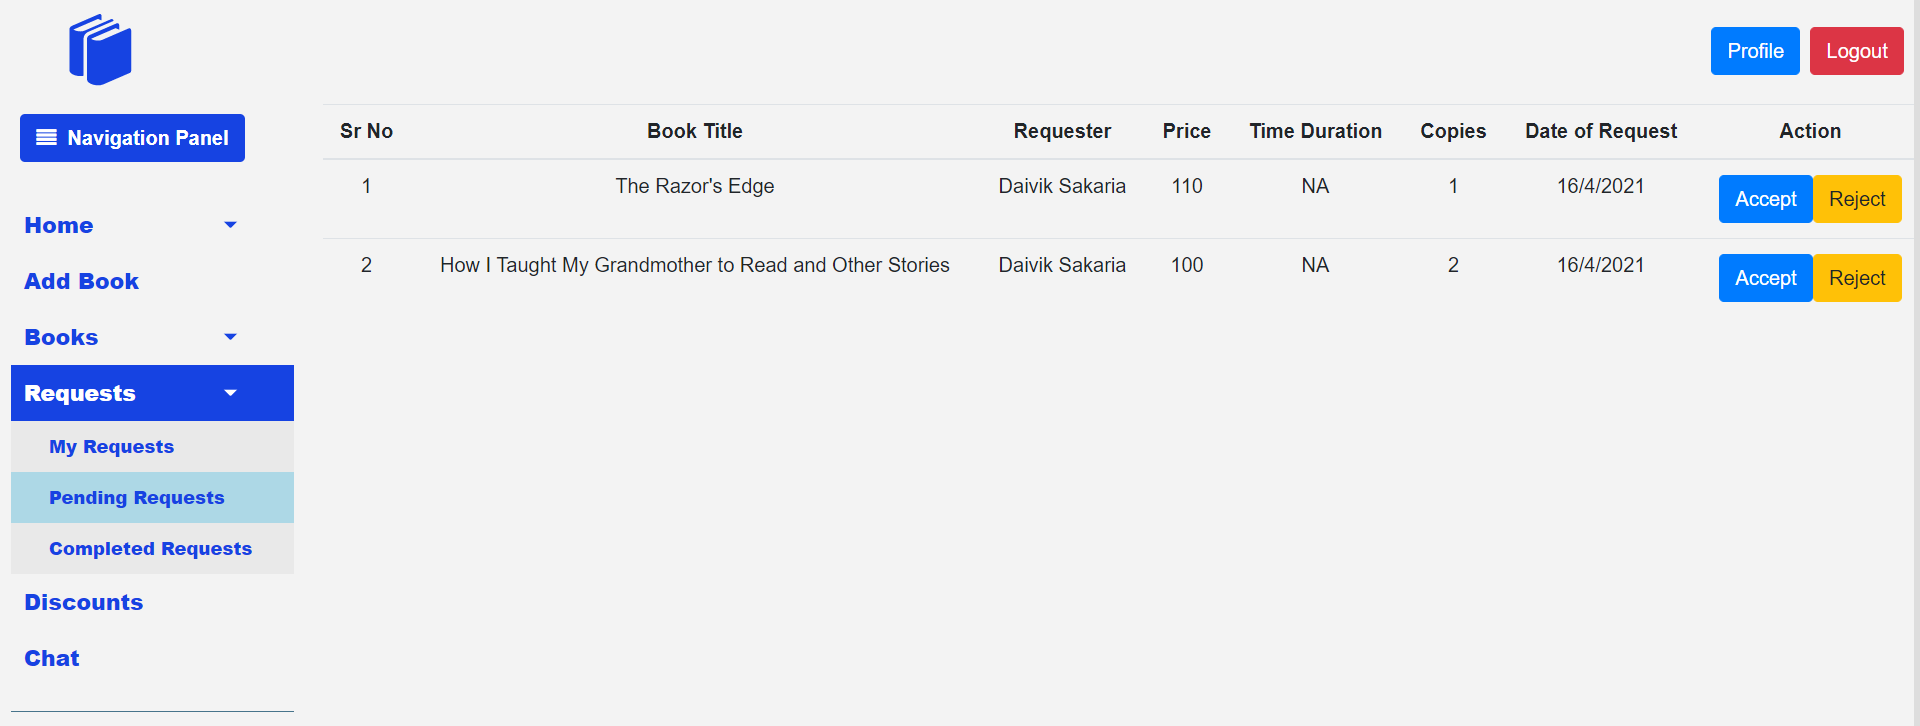 Profile Logout
Navigation Panel
Sr No Book Title Requester Price Time Duration Copies Date of Request Action
1 The Razor's Edge Daivik Sakaria 110 NA 1 16/4/2021 Accept Reject
2 How I Taught My Grandmother to Read and Other Stories Daivik Sakaria 100 NA 2 16/4/2021 Accept Reject
Home
Add Book
Books
Requests
My Requests
Pending Requests
Completed Requests
Discounts
Chat